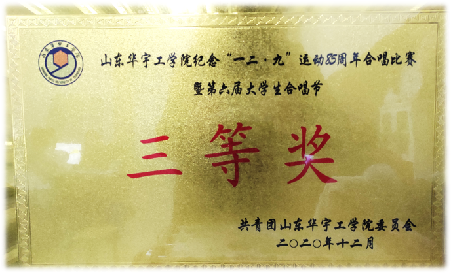 山东华宇工学院纪念“一二·九”运动85周年合唱比赛
暨第六届大学生合唱节
三等奖
共青团山东华宇工学院委员会
二〇二〇年十二月